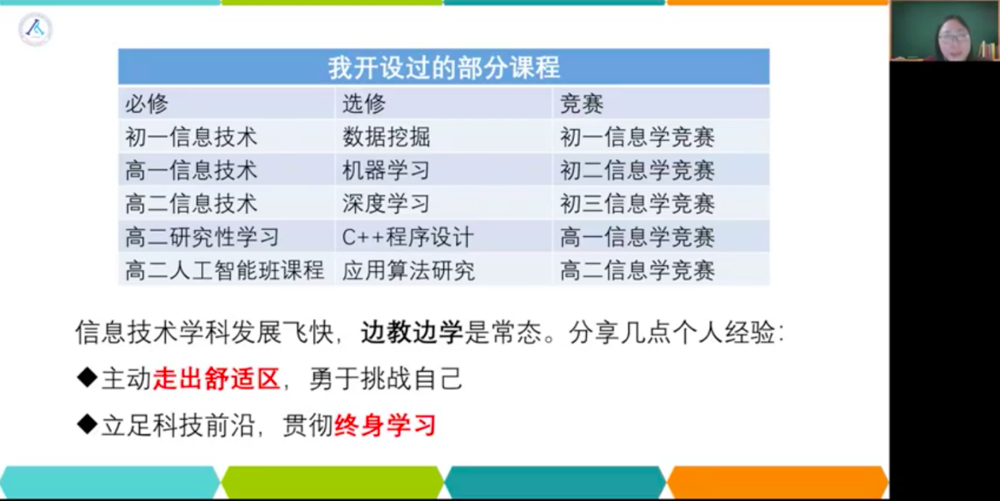 我开设过的部分课程
必修 选修 竞赛
初一信息技术 数据挖掘 初一信息学竞赛
高一信息技术 机器学习 初二信息学竞赛
高二信息技术 深度学习 初三信息学竞赛
高二研究性学习 C++程序设计 高一信息学竞赛
高二人工智能班课程 应用算法研究 高二信息学竞赛
信息技术学科发展飞快，边教边学是常态。分享几点个人经验：
◆主动走出舒适区，勇于挑战自己
◆立足科技前沿，贯彻终身学习